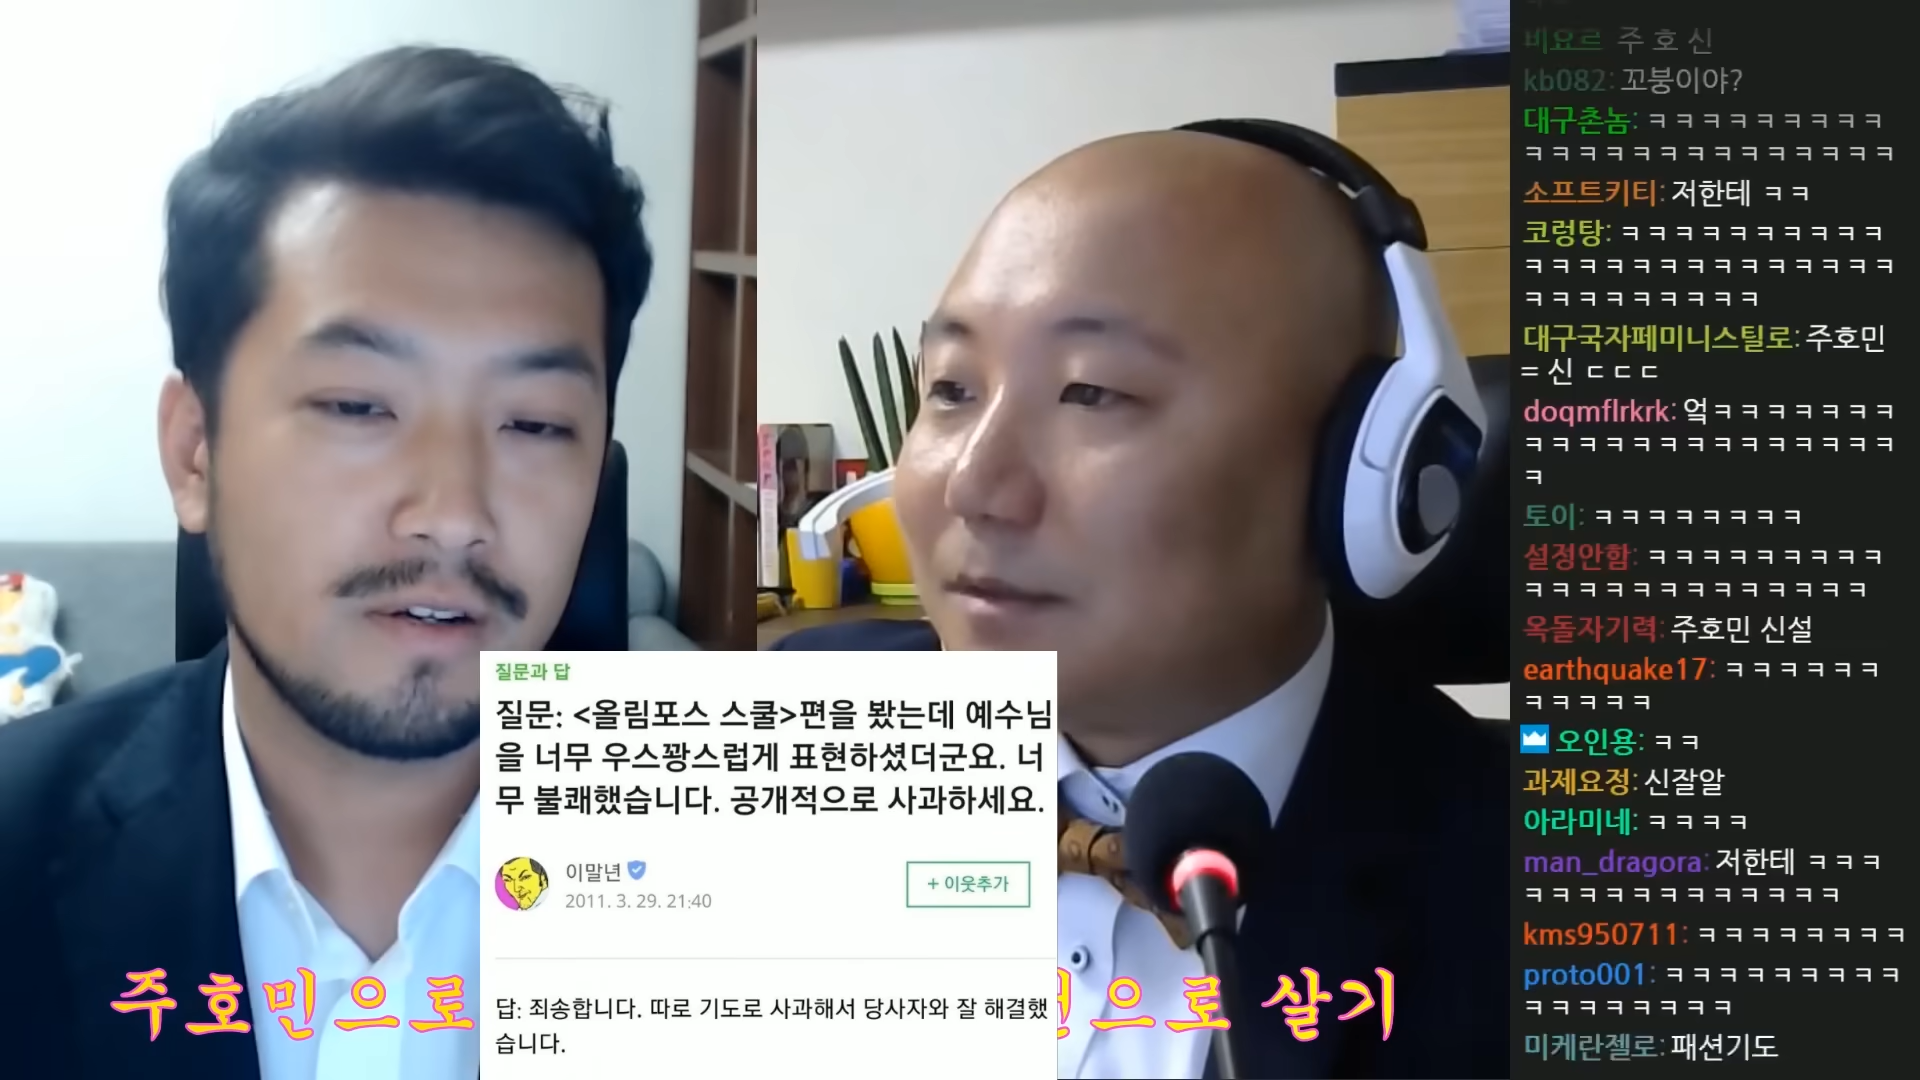 질문과 답
질문: <올림포스 스쿨>편을 봤는데 예수님
을 너무 우스꽝스럽게 표현하셨더군요. 너
무 불쾌했습니다. 공개적으로 사과하세요.
이말년
2011. 3. 29. 21:40
+ 이웃추가
답: 죄송합니다. 따로 기도로 사과해서 당사자와 잘 해결했
습니다.
주호민으로
으로 살기
비요르 주 호 신
kb082: 꼬붕이야?
대구촌놈: ㅋㅋㅋㅋㅋㅋㅋㅋㅋ
ㅋㅋㅋㅋㅋㅋㅋㅋㅋㅋㅋㅋㅋㅋ
소프트키티: 저한테 ㅋㅋ
코렁탕: ㅋㅋㅋㅋㅋㅋㅋㅋㅋㅋ
ㅋㅋㅋㅋㅋㅋㅋㅋㅋㅋㅋㅋㅋㅋ
ㅋㅋㅋㅋㅋㅋㅋㅋㅋ
대구국자페미니스틸로: 주호민
= 신 ㄷㄷㄷ
doqmflrkrk: 엌ㅋㅋㅋㅋㅋㅋㅋ
ㅋㅋㅋㅋㅋㅋㅋㅋㅋㅋㅋㅋㅋㅋ
ㅋ
토이: ㅋㅋㅋㅋㅋㅋㅋㅋ
설정안함: ㅋㅋㅋㅋㅋㅋㅋㅋㅋ
ㅋㅋㅋㅋㅋㅋㅋㅋㅋㅋㅋㅋㅋ
옥돌자기력: 주호민 신설
earthquake17: ㅋㅋㅋㅋㅋㅋ
ㅋㅋㅋㅋㅋ
오인용: ㅋㅋ
과제요정: 신잘알
아라미네: ㅋㅋㅋㅋ
man_dragora: 저한테 ㅋㅋㅋ
ㅋㅋㅋㅋㅋㅋㅋㅋㅋㅋㅋㅋ
kms950711: ㅋㅋㅋㅋㅋㅋㅋㅋ
proto001: ㅋㅋㅋㅋㅋㅋㅋㅋㅋ
ㅋㅋㅋㅋㅋㅋㅋㅋ
미케란젤로: 패션기도